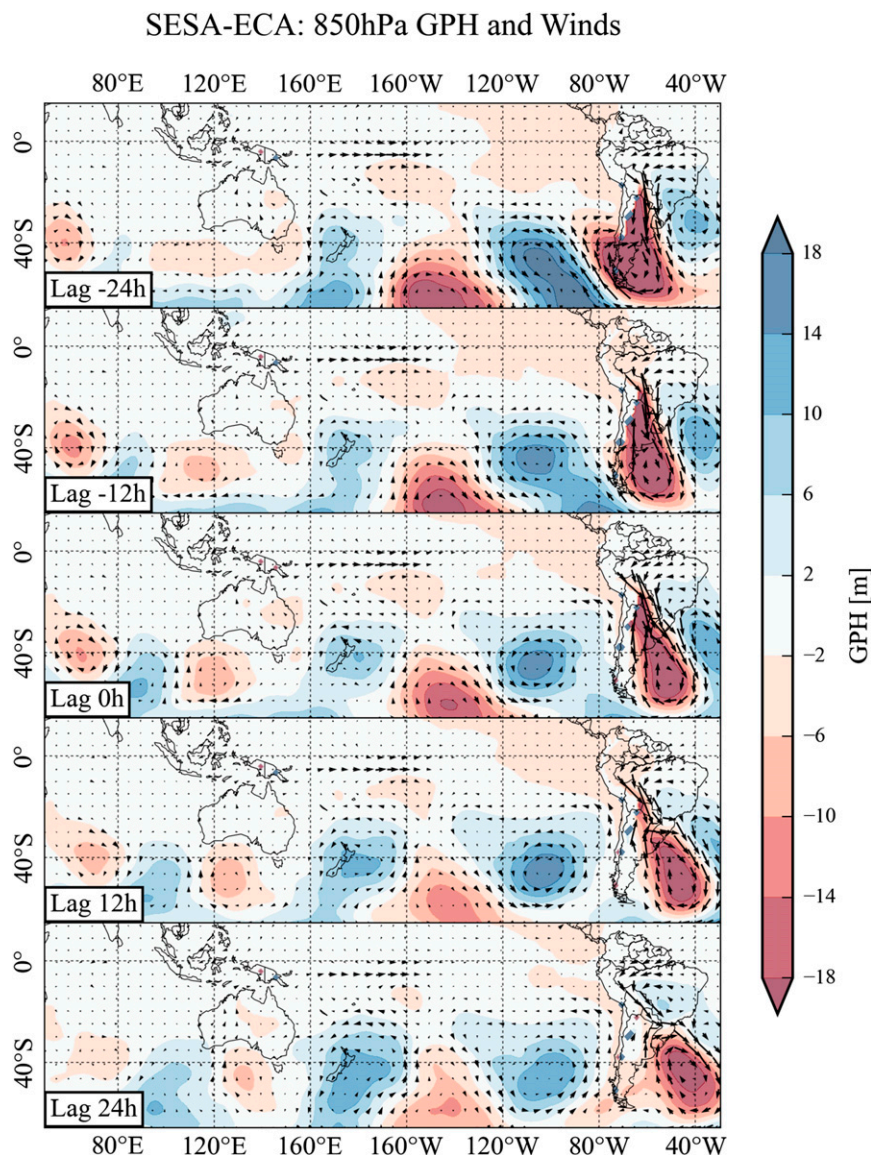 SESA-ECA: 850hPa GPH and Winds
80°E 120°E 160°E 160°W 120°W 80°W 40°W
0°
40°S
Lag -24h
0°
40°S
Lag -12h
0°
40°S
Lag 0h
0°
40°S
Lag 12h
0°
40°S
Lag 24h
80°E 120°E 160°E 160°W 120°W 80°W 40°W
18
14
10
6
2
−2
−6
−10
−14
−18
GPH [m]